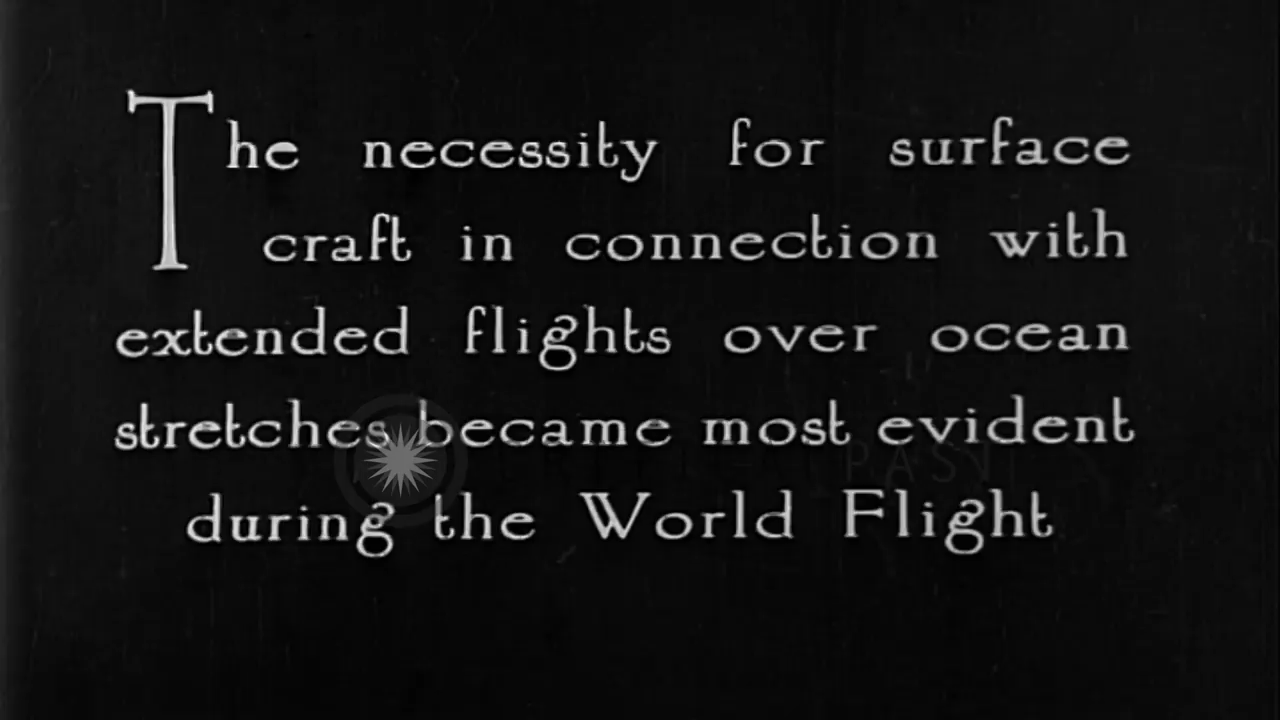 The necessity for surface
craft in connection with
extended flights over ocean
stretches became most evident
during the World Flight